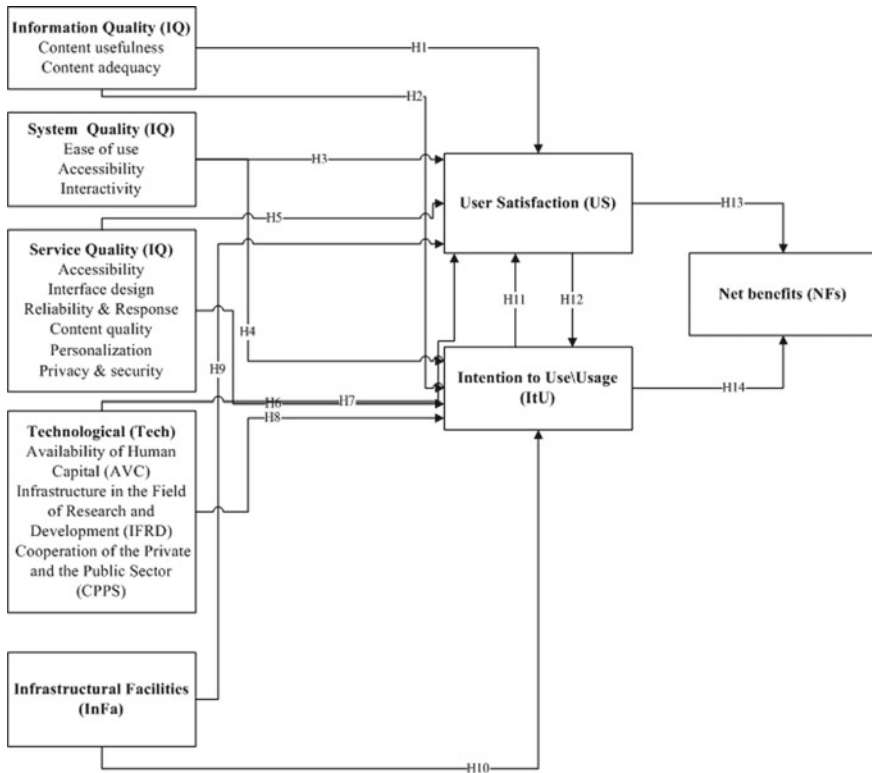 Information Quality (IQ)
Content usefulness
Content adequacy
System Quality (IQ)
Ease of use
Accessibility
Interactivity
Service Quality (IQ)
Accessibility
Interface design
Reliability & Response
Content quality
Personalization
Privacy & security
Technological (Tech)
Availability of Human
Capital (AVC)
Infrastructure in the Field
of Research and
Development (IFRD)
Cooperation of the Private
and the Public Sector
(CPPS)
Infrastructural Facilities
(InFa)
H1
H2
H3
H5
H4
H9
H6
H7
H8
H10
User Satisfaction (US)
H11
H12
Intention to Use\Usage
(ItU)
H13
H14
Net benefits (NFs)